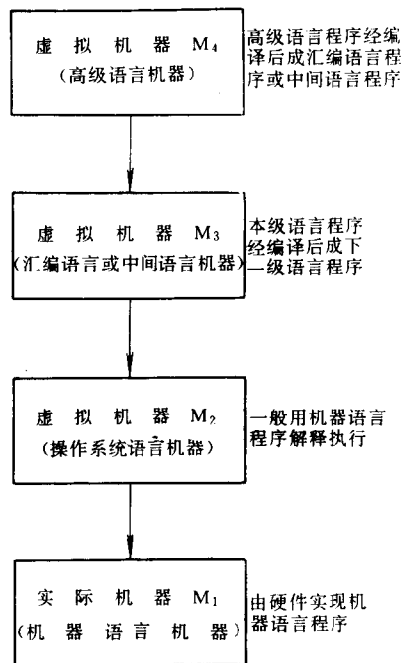 虚拟机器 M₄
(高级语言机器)
高级语言程序经编
译后成汇编语言程
序或中间语言程序
虚拟机器 M₃
(汇编语言或中间语言机器)
本级语言程序
经编译后成下
一级语言程序
虚拟机器 M₂
(操作系统语言机器)
一般用机器语言
程序解释执行
实际机器 M₁
(机器语言机器)
由硬件实现机
器语言程序